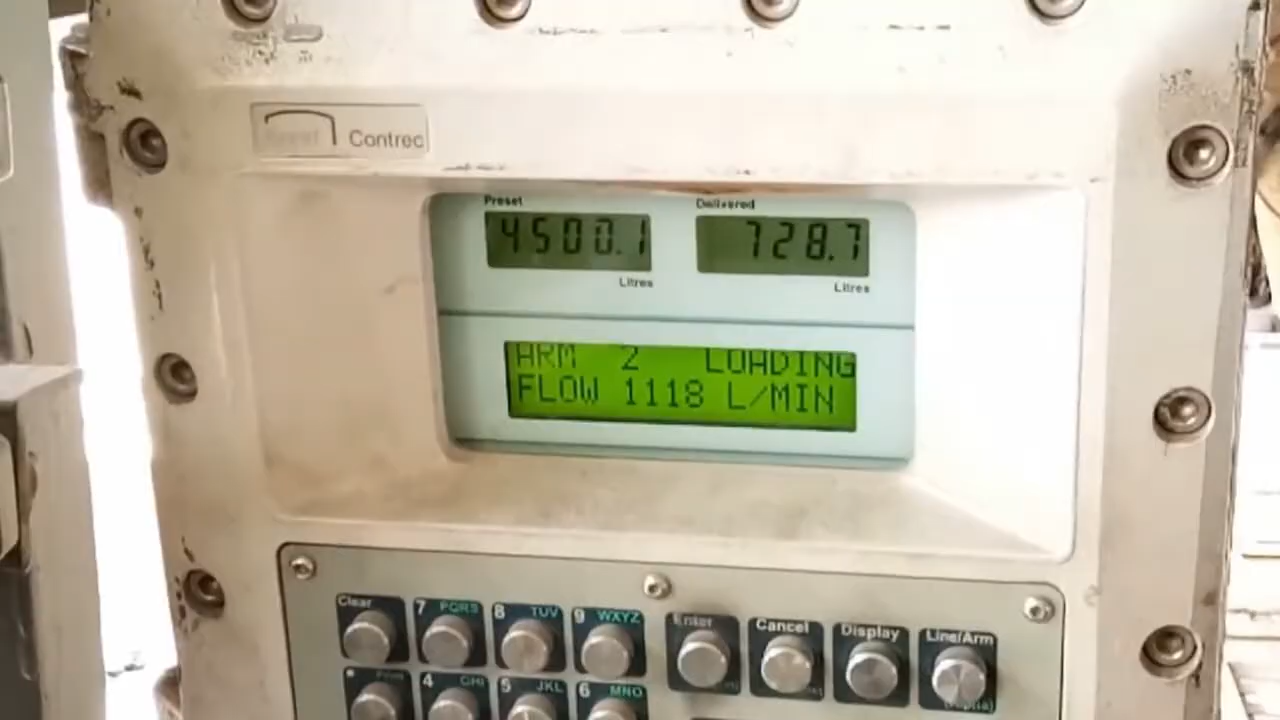 Contrec
Preset
Delivered
4500.1
728.7
Litres
Litres
ARM 2 LOADING
FLOW 1118 L/MIN
Clear
7 PQRS
8 TUV
9 WXYZ
Enter
Cancel
Display
Line/Arm
(Alpha)
4 GHI
5 JKL
6 MNO